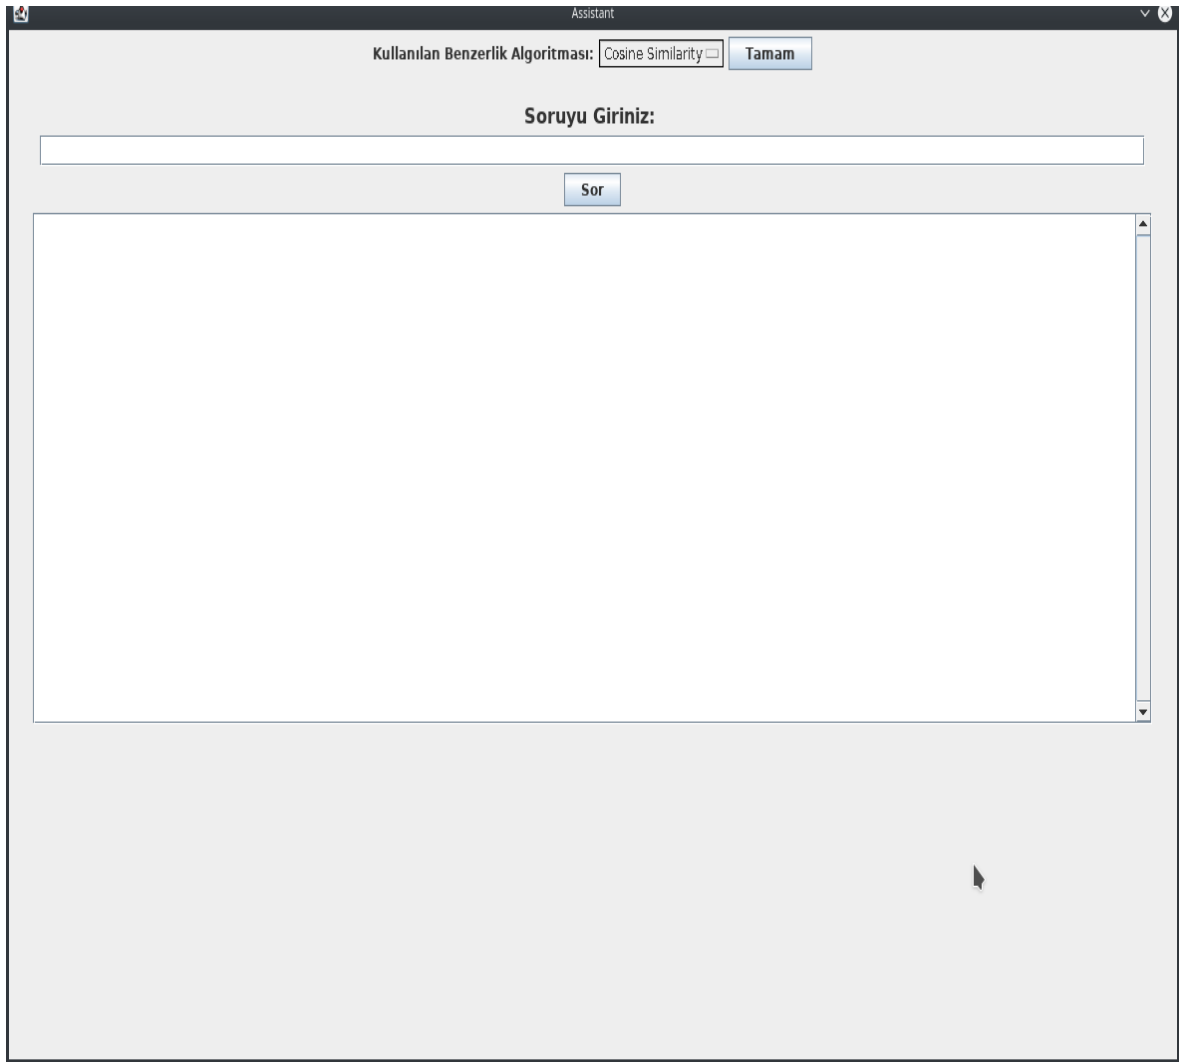 Assistant
Kullanılan Benzerlik Algoritması: Cosine Similarity Tamam
Soruyu Giriniz:
Sor